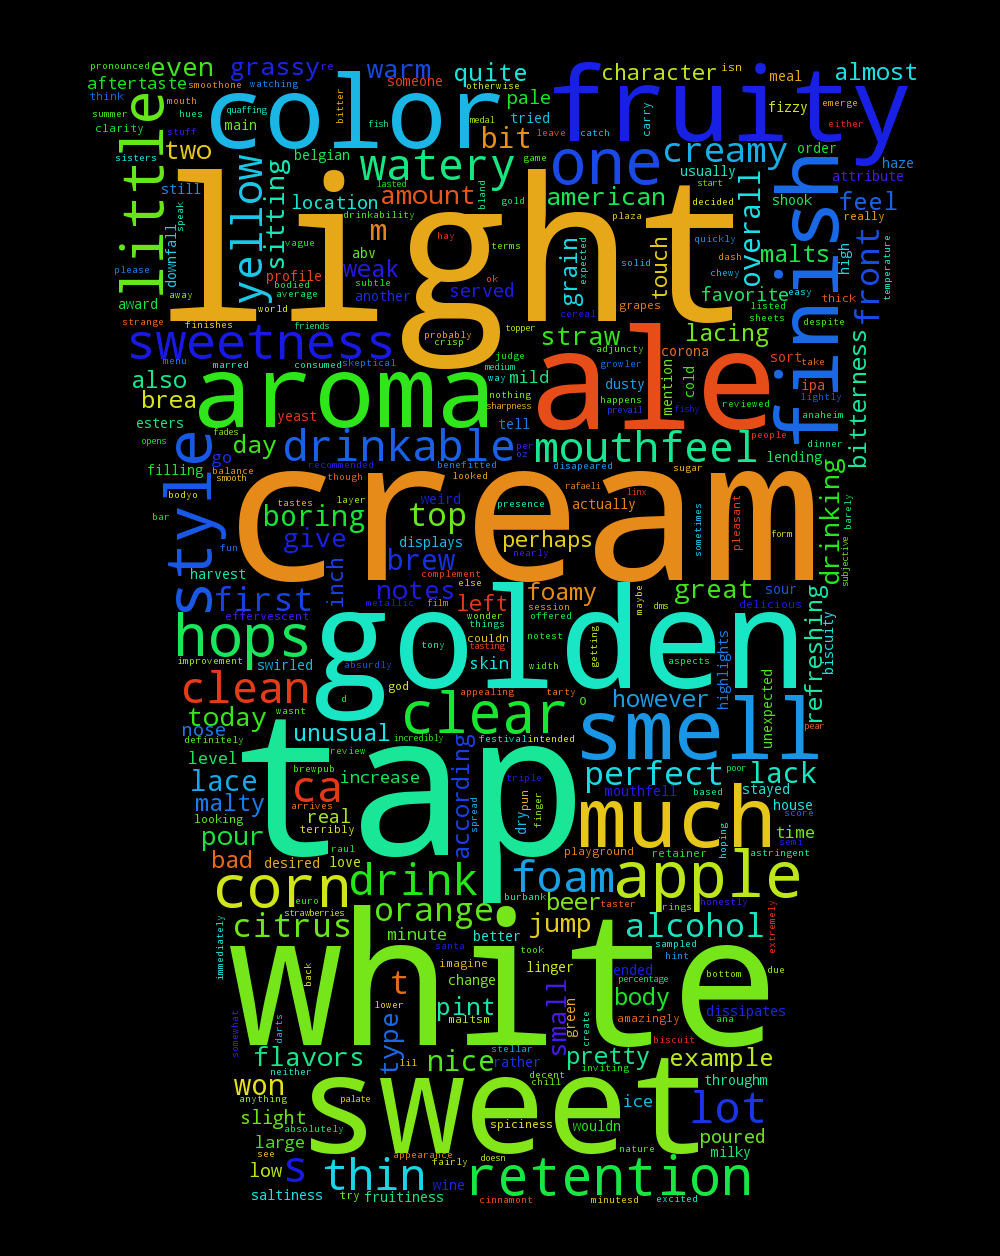 pronounced
even
grassy
re
warm
quite
fruity
character
isn
meal
almost
aftertaste
smoothone
watching
someone
otherwise
think
mouth
color
bitter
pale
fizzy
emerge
summer
hues
quaffing
fish
medal
tried
carry
little
clarity
main
bit
leave
catch
order
either
stuff
two
belgian
watery
game
one
creamy
haze
sisters
yellow
sitting
lasted
amount
american
usually
overall
finish
attribute
still
location
gold
start
shook
feel
speak
drinkability
m
bland
plaza
decided
really
downfall
light
vague
hay
terms
grain
expected
touch
quickly
malts
high
front
please
profile
abv
weak
subtle
ok
solid
dash
chewy
temperature
away
bodied
average
another
served
cereal
grapes
favorite
listed
easy
thick
award
world
strange
finishes
friends
probably
crisp
topper
straw
lacing
sheets
despite
sweetness
judge
adjuncty
corona
sort
take
bitterness
menu
marred
consumed
skeptical
medium
ale
growler
also
aroma
way
mild
dusty
mention
cold
ipa
brea
nothing
happens
lightly
yeast
sharpness
prevail
fishy
reviewed
anaheim
esters
tell
style
fades
day
drinkable
per
oz
mouthfeel
people
dinner
opens
go
lending
filling
balance
smooth
recommended
benefitted
disapeared
sugar
drinking
bodyo
though
looked
cream
rafaeli
linx
tastes
layer
weird
presence
actually
sometimes
pleasant
barely
subjective
bar
boring
top
form
fun
give
displays
perhaps
nearly
inch
brew
harvest
complement
else
first
notes
foamy
great
sour
metallic
film
left
session
maybe
dms
delicious
refreshing
biscuity
effervescent
wonder
offered
hops
golden
things
couldn
notest
getting
highlights
tony
tasting
improvement
swirled
absurdly
skin
width
aspects
unexpected
clean
d
god
appealing
tarty
o
however
today
wasnt
clear
smell
pear
nose
unusual
definitely
incredibly
festival
intended
level
review
tap
according
perfect
poor
lack
lace
brewpub
increase
triple
mouthfell
based
stayed
looking
malty
arrives
ca
finger
much
house
score
real
spread
dry
pun
time
pour
terribly
hoping
raul
semi
bad
desired
love
playground
retainer
astringent
corn
euro
drink
foam
apple
burbank
strawberries
orange
beer
taster
rings
honestly
citrus
minute
better
jump
alcohol
extremely
immediately
santa
took
sampled
hint
white
back
imagine
linger
ended
bottom
due
t
change
percentage
lower
pint
maltsm
small
green
body
dissipates
somewhat
darts
type
create
amazingly
ana
biscuit
flavors
stellar
neither
lil
nice
rather
pretty
inviting
example
decent
chill
won
sweet
throughm
anything
palate
ice
lot
slight
absolutely
spiciness
wouldn
poured
large
see
appearance
fairly
doesn
nature
milky
low
s
thin
wine
retention
saltiness
try
fruitiness
cinnamont
minutesd
excited